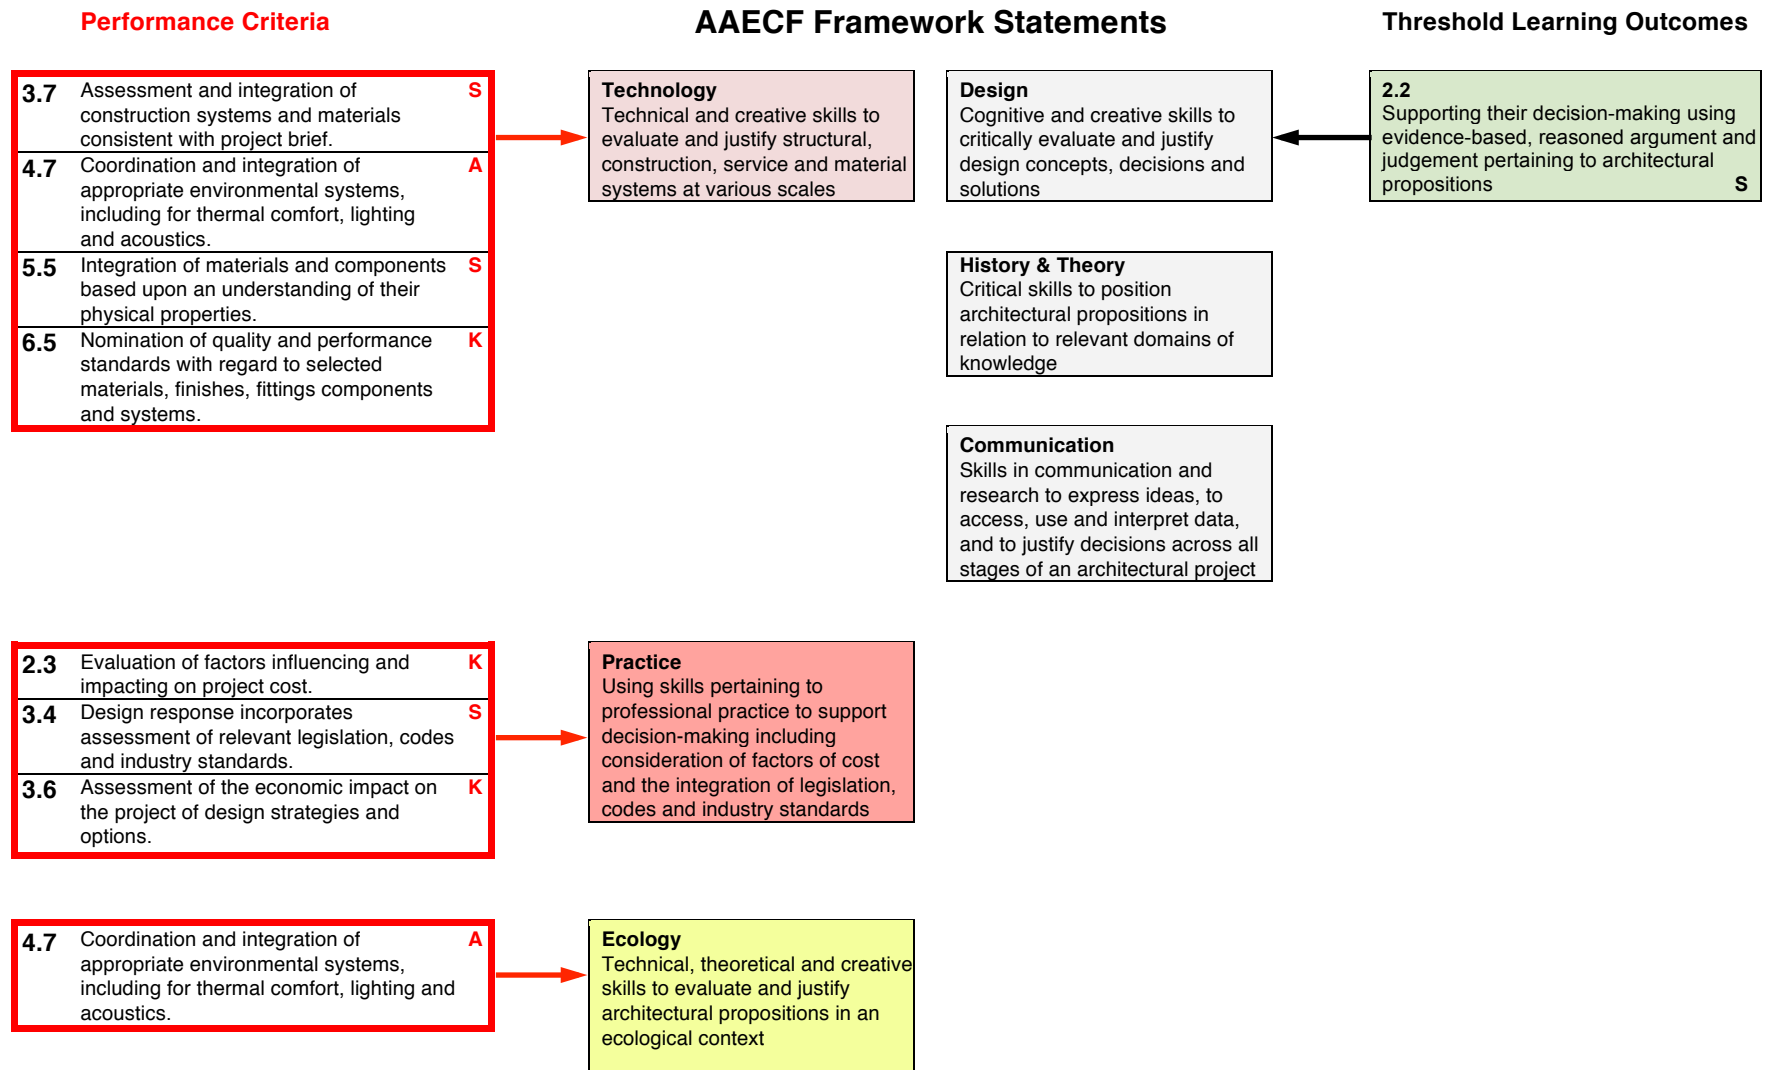 Performance Criteria
AAECF Framework Statements
Threshold Learning Outcomes
3.7 Assessment and integration of S
construction systems and materials
consistent with project brief.
4.7 Coordination and integration of A
appropriate environmental systems,
including for thermal comfort, lighting
and acoustics.
5.5 Integration of materials and components S
based upon an understanding of their
physical properties.
6.5 Nomination of quality and performance K
standards with regard to selected
materials, finishes, fittings components
and systems.
Technology
Technical and creative skills to
evaluate and justify structural,
construction, service and material
systems at various scales
Design
Cognitive and creative skills to
critically evaluate and justify
design concepts, decisions and
solutions
2.2
Supporting their decision-making using
evidence-based, reasoned argument and
judgement pertaining to architectural
propositions S
History & Theory
Critical skills to position
architectural propositions in
relation to relevant domains of
knowledge
Communication
Skills in communication and
research to express ideas, to
access, use and interpret data,
and to justify decisions across all
stages of an architectural project
2.3 Evaluation of factors influencing and K
impacting on project cost.
3.4 Design response incorporates S
assessment of relevant legislation, codes
and industry standards.
3.6 Assessment of the economic impact on K
the project of design strategies and
options.
Practice
Using skills pertaining to
professional practice to support
decision-making including
consideration of factors of cost
and the integration of legislation,
codes and industry standards
4.7 Coordination and integration of A
appropriate environmental systems,
including for thermal comfort, lighting and
acoustics.
Ecology
Technical, theoretical and creative
skills to evaluate and justify
architectural propositions in an
ecological context